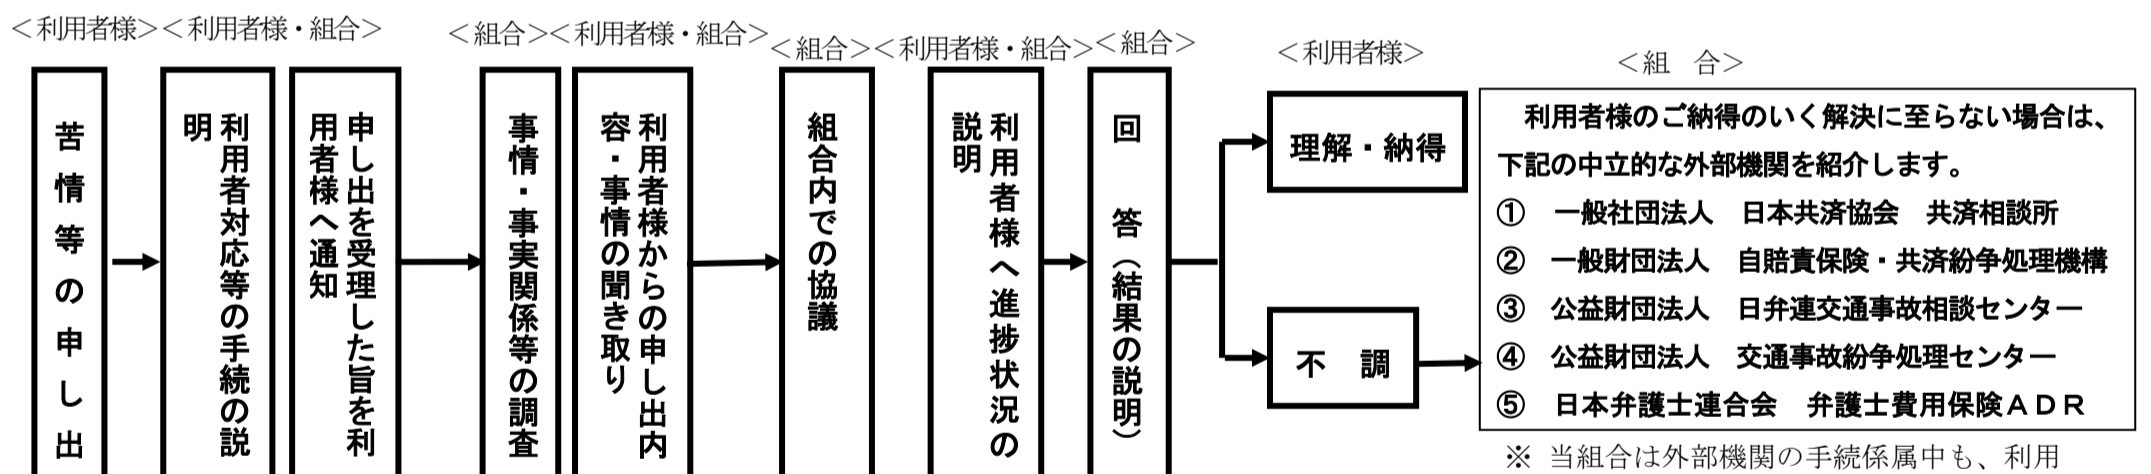 ＜利用者様＞
＜利用者様・組合＞
＜組合＞
＜利用者様・組合＞
＜組合＞
＜利用者様・組合＞
＜組合＞
＜利用者様＞
＜組　合＞
苦情等の申し出
利用者対応等の手続の説
明
申し出を受理した旨を利
用者様へ通知
事情・事実関係等の調査
利用者様からの申し出内
容・事情の聞き取り
組合内での協議
利用者様へ進捗状況の
説明
回　答（結果の説明）
理解・納得
不　調
利用者様のご納得のいく解決に至らない場合は、
下記の中立的な外部機関を紹介します。
①　一般社団法人　日本共済協会　共済相談所
②　一般財団法人　自賠責保険・共済紛争処理機構
③　公益財団法人　日弁連交通事故相談センター
④　公益財団法人　交通事故紛争処理センター
⑤　日本弁護士連合会　弁護士費用保険ＡＤＲ
※ 当組合は外部機関の手続係属中も、利用